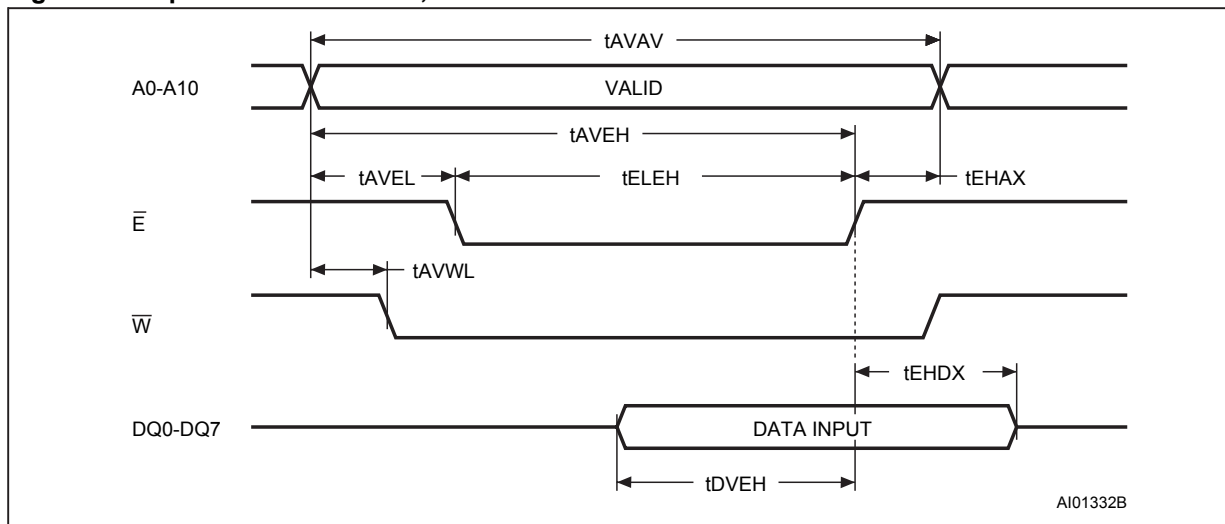 tAVAV
A0-A10
VALID
tAVEH
tAVEL
tELEH
tEHAX
E̅
tAVWL
W̅
tEHDX
DQ0-DQ7
DATA INPUT
tDVEH
AI01332B